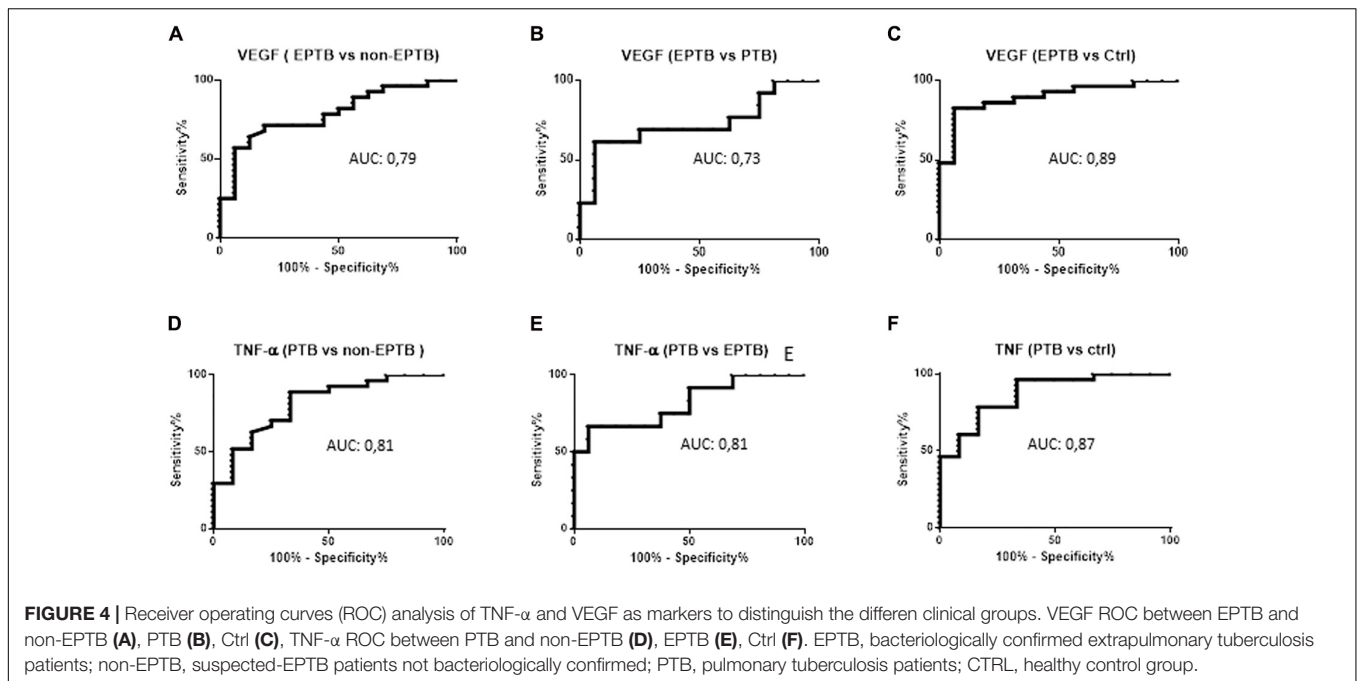 A
VEGF ( EPTB vs non-EPTB)
100
50
0
Sensitivity%
AUC: 0,79
0 50 100
100% - Specificity%
B
VEGF (EPTB vs PTB)
100
50
0
Sensitivity%
AUC: 0,73
0 50 100
100% - Specificity%
C
VEGF (EPTB vs Ctrl)
100
50
0
Sensitivity%
AUC: 0,89
0 50 100
100% - Specificity%
D
TNF-α (PTB vs non-EPTB )
100
50
0
Sensitivity%
AUC: 0,81
0 50 100
100% - Specificity%
E
TNF-α (PTB vs EPTB) E
100
50
0
Sensitivity%
AUC: 0,81
0 50 100
100% - Specificity%
F
TNF (PTB vs ctrl)
100
50
0
Sensitivity%
AUC: 0,87
0 50 100
100% - Specificity%
FIGURE 4 | Receiver operating curves (ROC) analysis of TNF-α and VEGF as markers to distinguish the differen clinical groups. VEGF ROC between EPTB and
non-EPTB (A), PTB (B), Ctrl (C), TNF-α ROC between PTB and non-EPTB (D), EPTB (E), Ctrl (F). EPTB, bacteriologically confirmed extrapulmonary tuberculosis
patients; non-EPTB, suspected-EPTB patients not bacteriologically confirmed; PTB, pulmonary tuberculosis patients; CTRL, healthy control group.